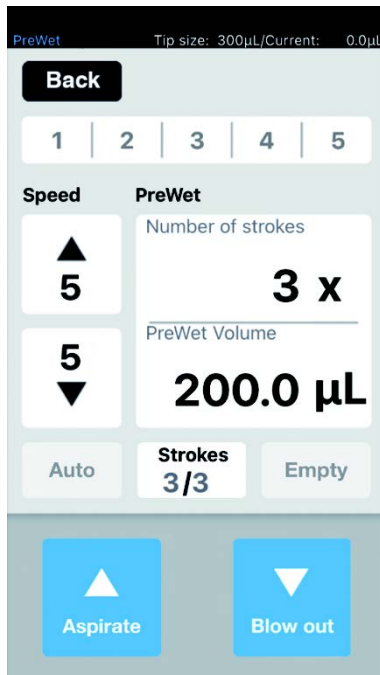 PreWet Tip size: 300µL/Current: 0.0µL
Back
1 2 3 4 5
Speed PreWet
Number of strokes
5
3 x
PreWet Volume
5
200.0 µL
Auto Strokes Empty
3/3
Aspirate Blow out